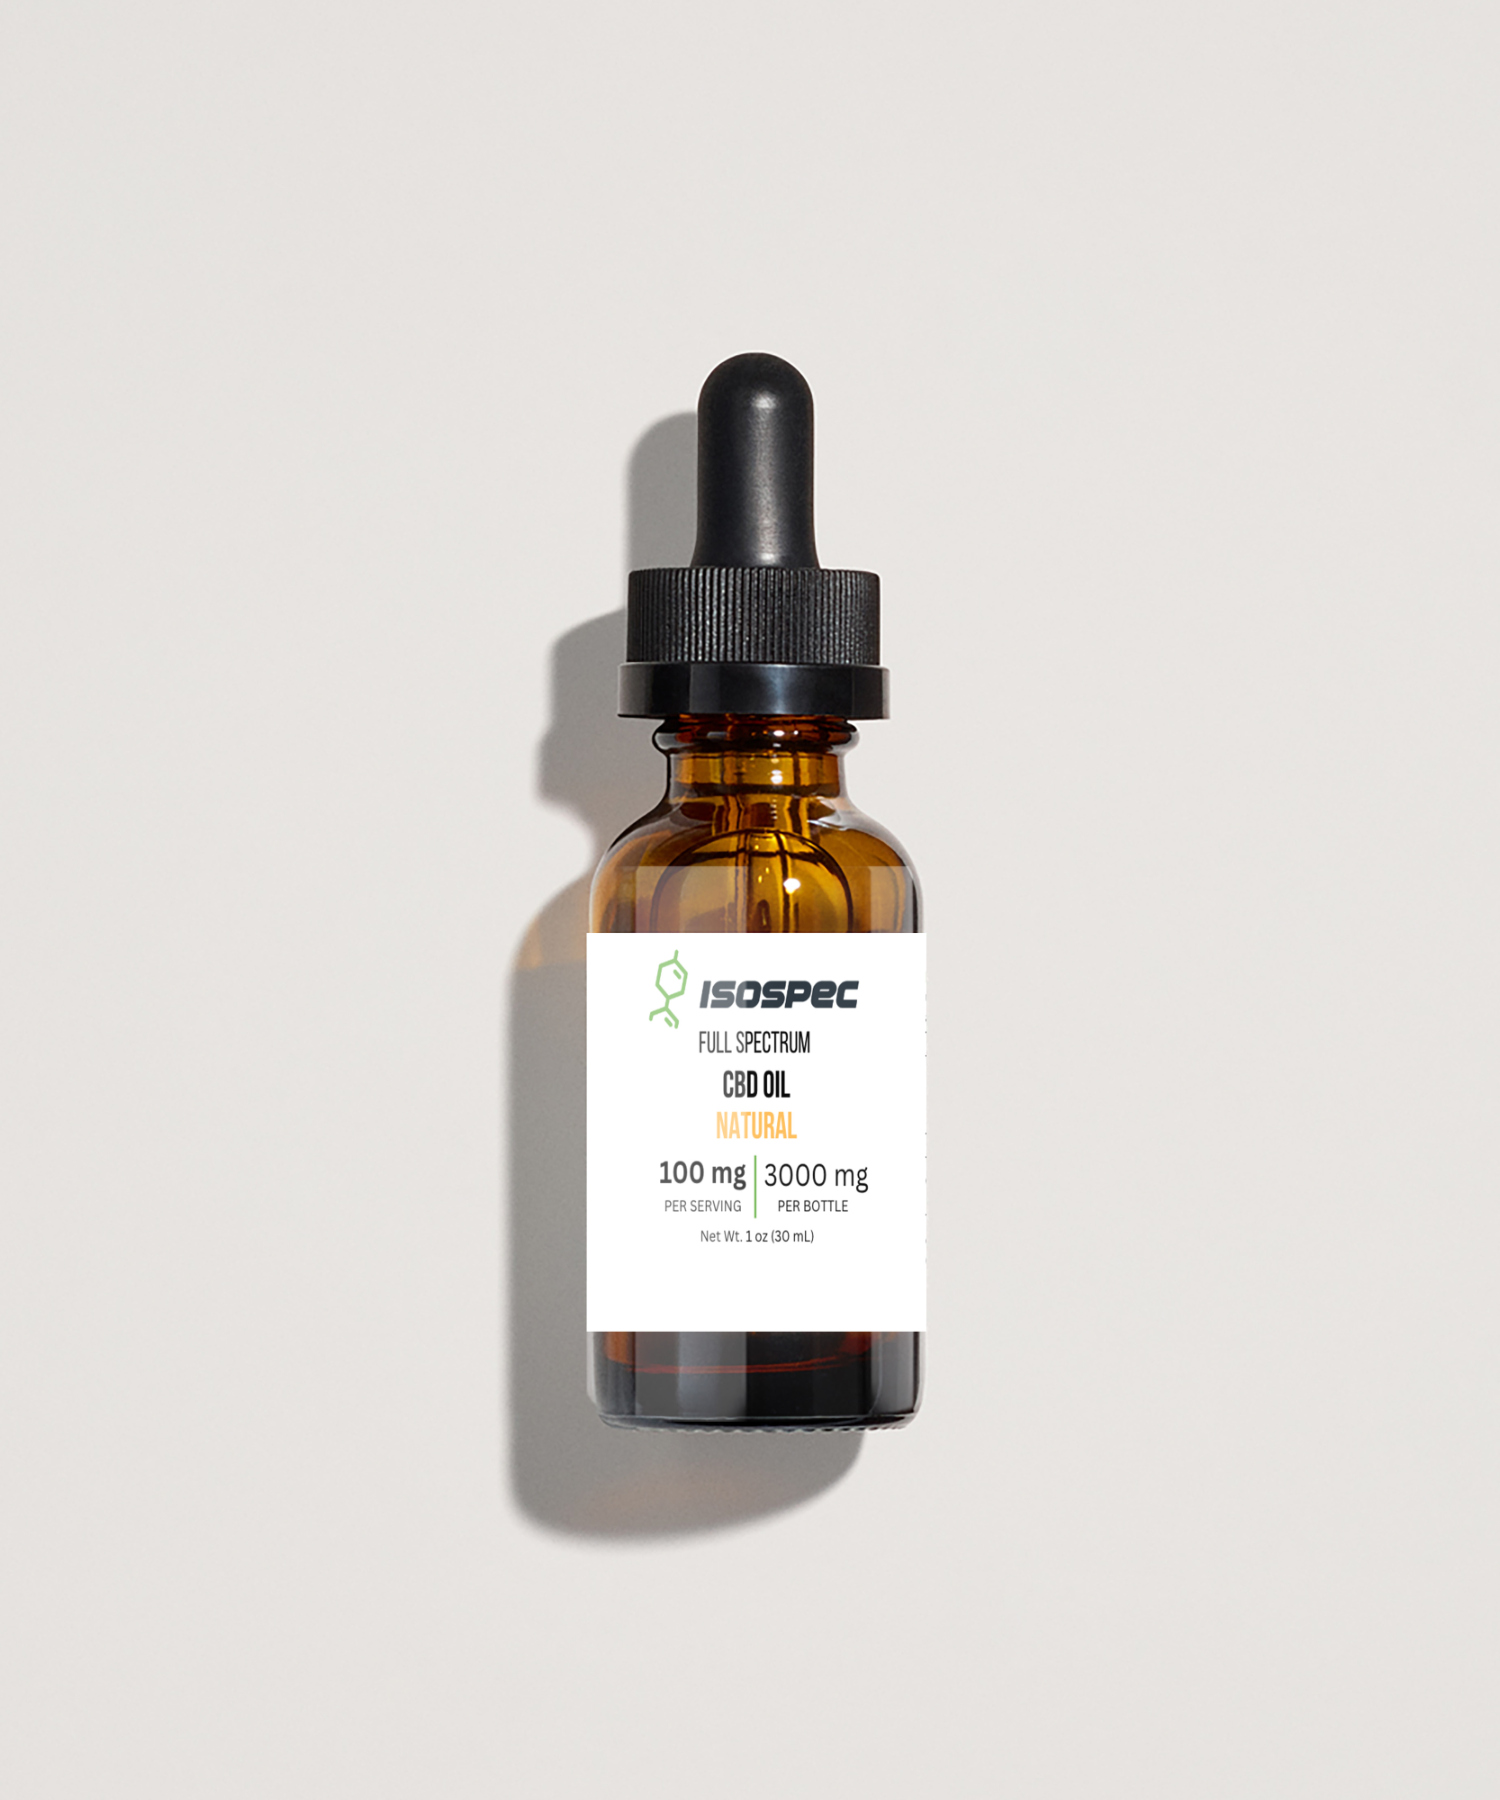 ISOSPEC
FULL SPECTRUM
CBD OIL
NATURAL
100 mg
PER SERVING
3000 mg
PER BOTTLE
Net Wt. 1 oz (30 mL)